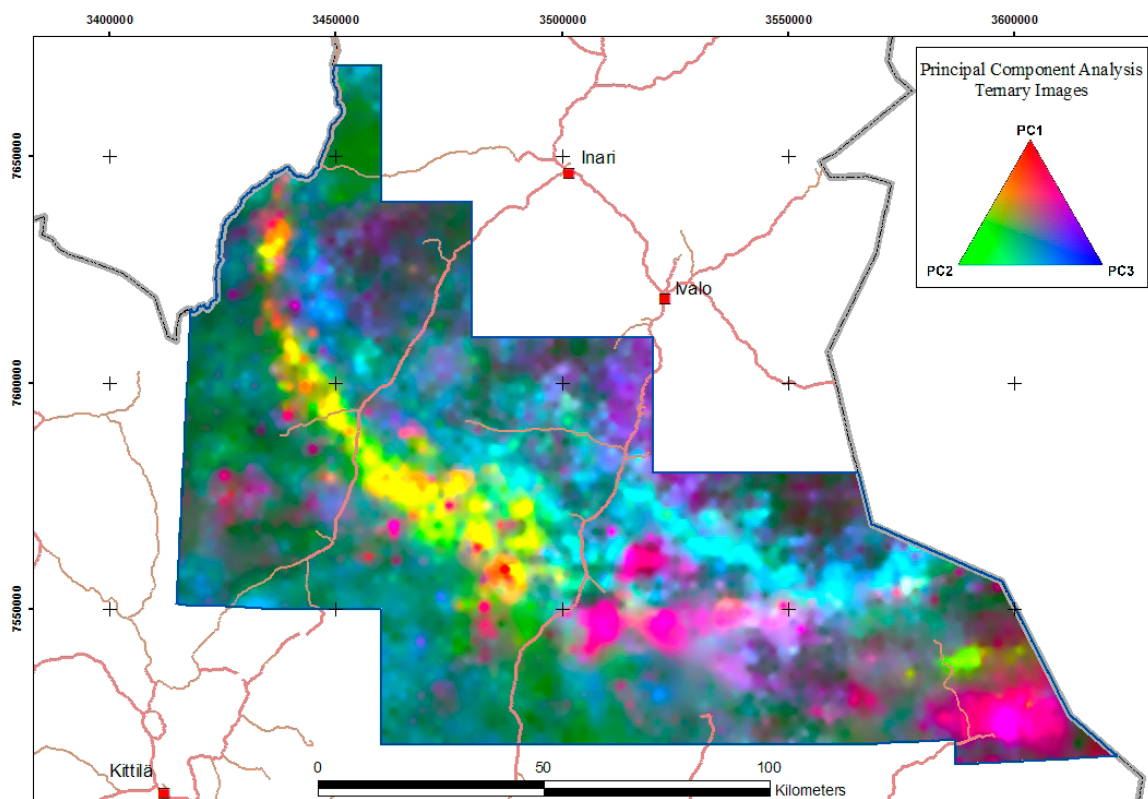 3400000
3450000
3500000
3550000
3600000
Principal Component Analysis
Ternary Images
PC1
PC2
PC3
7650000
7600000
7550000
Inari
Ivalo
Kittilä
0
50
100
Kilometers